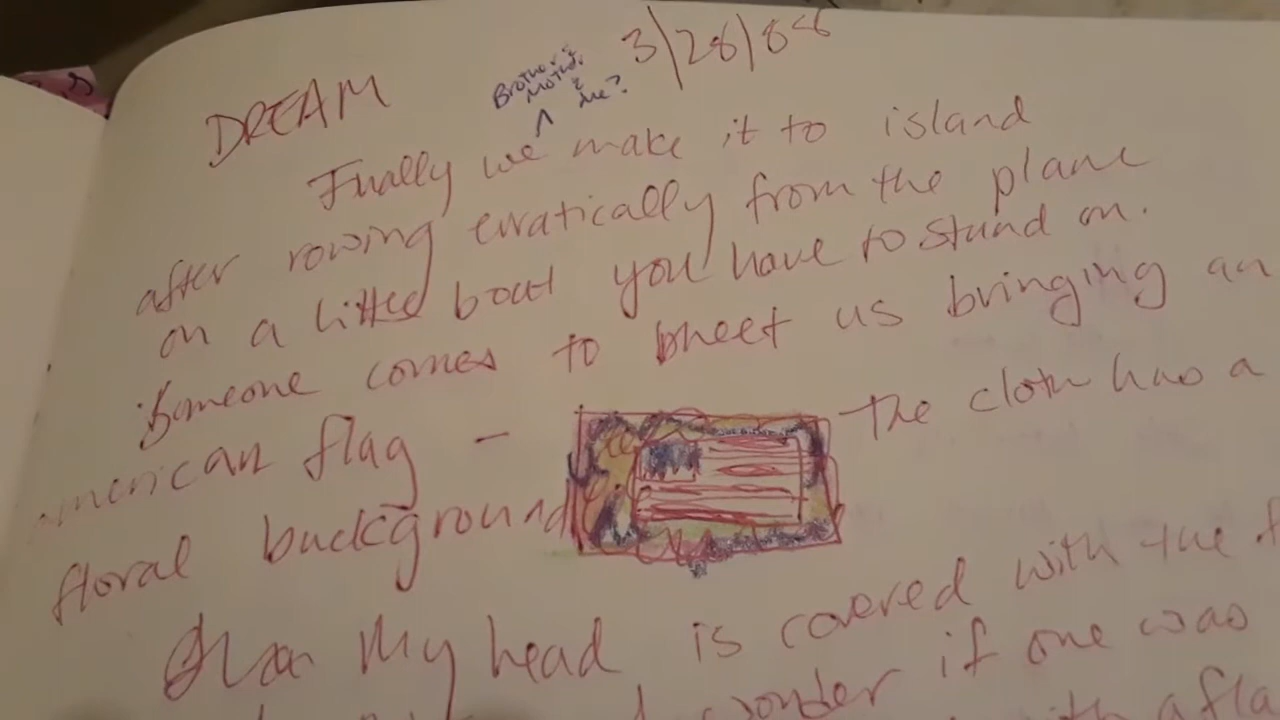 DREAM
3/28/88
Brother &
Mother
& me?
Finally we ^ make it to island
after rowing erratically from the plane
on a little boat you have to stand on.
Someone comes to meet us bringing an
american flag - The cloth has a
floral background
My head is covered with the
wonder if one was
with a